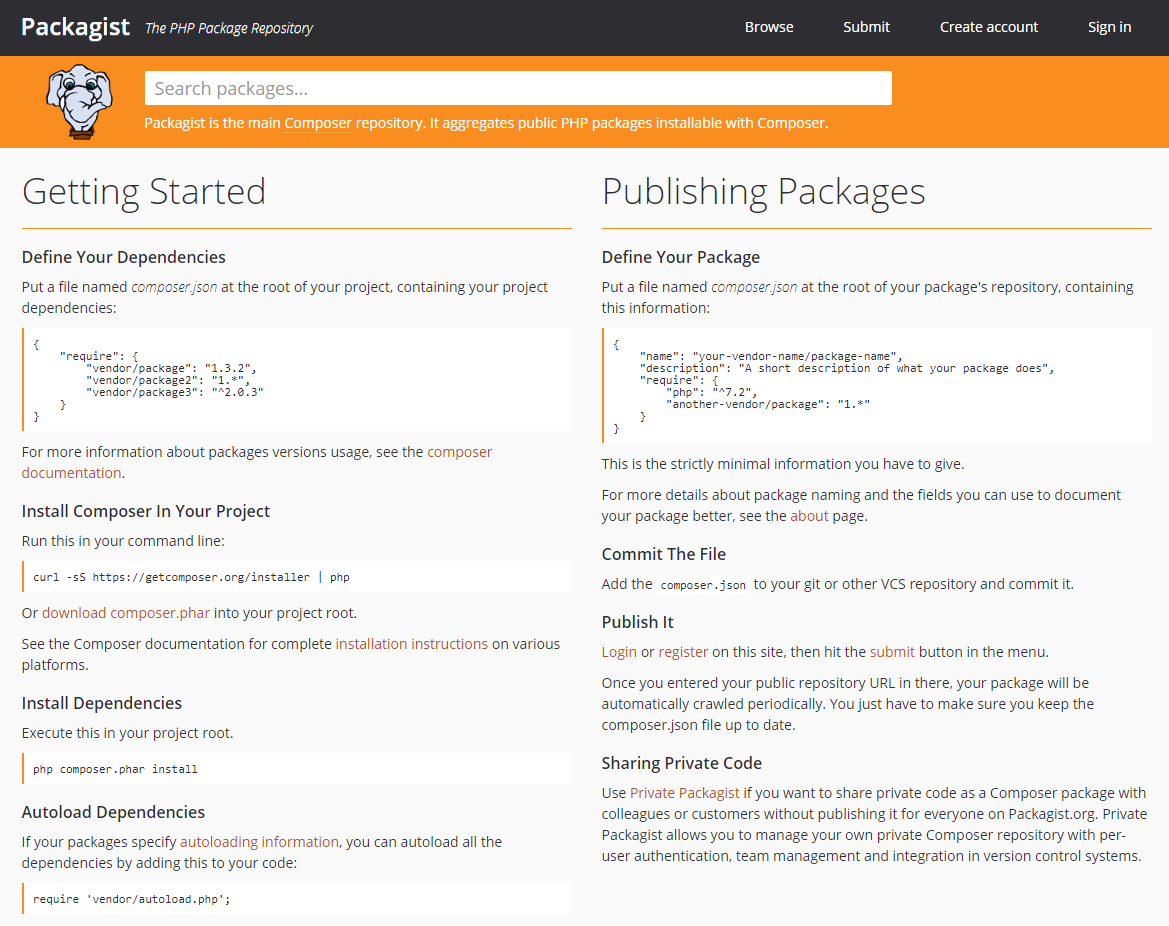 Packagist The PHP Package Repository
Browse Submit Create account Sign in
Search packages...
Packagist is the main Composer repository. It aggregates public PHP packages installable with Composer.
Getting Started
Define Your Dependencies
Put a file named composer.json at the root of your project, containing your project
dependencies:
{
    "require": {
        "vendor/package": "1.3.2",
        "vendor/package2": "1.*",
        "vendor/package3": "^2.0.3"
    }
}
For more information about packages versions usage, see the composer
documentation.
Install Composer In Your Project
Run this in your command line:
curl -sS https://getcomposer.org/installer | php
Or download composer.phar into your project root.
See the Composer documentation for complete installation instructions on various
platforms.
Install Dependencies
Execute this in your project root.
php composer.phar install
Autoload Dependencies
If your packages specify autoloading information, you can autoload all the
dependencies by adding this to your code:
require 'vendor/autoload.php';
Publishing Packages
Define Your Package
Put a file named composer.json at the root of your package's repository, containing
this information:
{
    "name": "your-vendor-name/package-name",
    "description": "A short description of what your package does",
    "require": {
        "php": "^7.2",
        "another-vendor/package": "1.*"
    }
}
This is the strictly minimal information you have to give.
For more details about package naming and the fields you can use to document
your package better, see the about page.
Commit The File
Add the composer.json to your git or other VCS repository and commit it.
Publish It
Login or register on this site, then hit the submit button in the menu.
Once you entered your public repository URL in there, your package will be
automatically crawled periodically. You just have to make sure you keep the
composer.json file up to date.
Sharing Private Code
Use Private Packagist if you want to share private code as a Composer package with
colleagues or customers without publishing it for everyone on Packagist.org. Private
Packagist allows you to manage your own private Composer repository with per-
user authentication, team management and integration in version control systems.